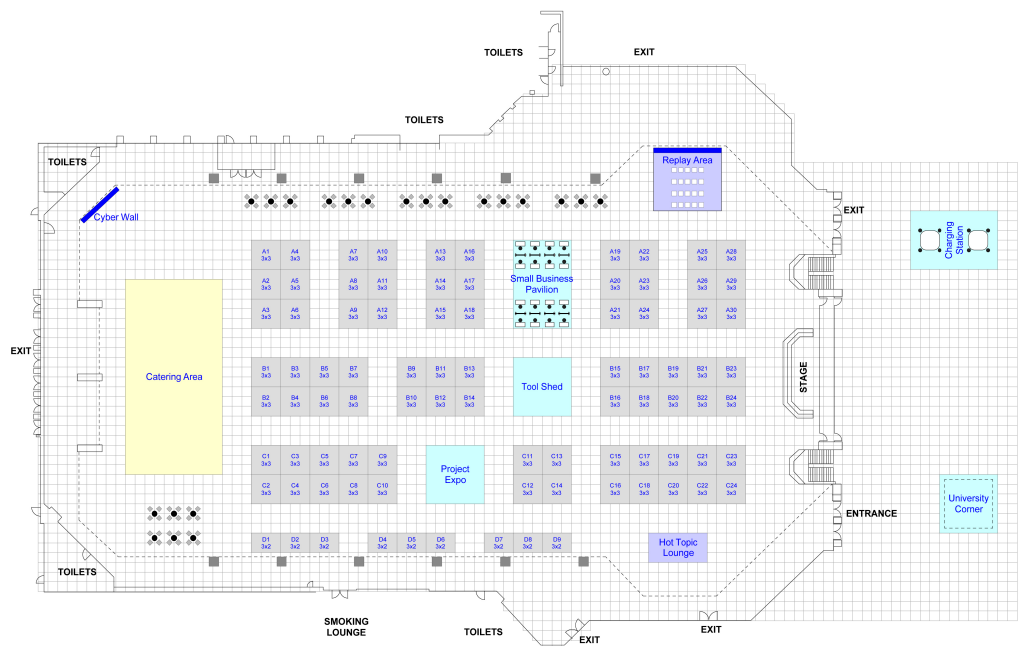 TOILETS
EXIT
TOILETS
TOILETS
Replay Area
Cyber Wall
EXIT
Charging
Station
A1
3x3
A4
3x3
A7
3x3
A10
3x3
A13
3x3
A16
3x3
A19
3x3
A22
3x3
A25
3x3
A28
3x3
Small Business
Pavilion
A2
3x3
A5
3x3
A8
3x3
A11
3x3
A14
3x3
A17
3x3
A20
3x3
A23
3x3
A26
3x3
A29
3x3
A3
3x3
A6
3x3
A9
3x3
A12
3x3
A15
3x3
A18
3x3
A21
3x3
A24
3x3
A27
3x3
A30
3x3
EXIT
Catering Area
B1
3x3
B3
3x3
B5
3x3
B7
3x3
B9
3x3
B11
3x3
B13
3x3
Tool Shed
B15
3x3
B17
3x3
B19
3x3
B21
3x3
B23
3x3
STAGE
B2
3x3
B4
3x3
B6
3x3
B8
3x3
B10
3x3
B12
3x3
B14
3x3
B16
3x3
B18
3x3
B20
3x3
B22
3x3
B24
3x3
C1
3x3
C3
3x3
C5
3x3
C7
3x3
C9
3x3
Project
Expo
C11
3x3
C13
3x3
C15
3x3
C17
3x3
C19
3x3
C21
3x3
C23
3x3
C2
3x3
C4
3x3
C6
3x3
C8
3x3
C10
3x3
C12
3x3
C14
3x3
C16
3x3
C18
3x3
C20
3x3
C22
3x3
C24
3x3
ENTRANCE
University
Corner
D1
3x2
D2
3x2
D3
3x2
D4
3x2
D5
3x2
D6
3x2
D7
3x2
D8
3x2
D9
3x2
Hot Topic
Lounge
TOILETS
SMOKING
LOUNGE
TOILETS
EXIT
EXIT